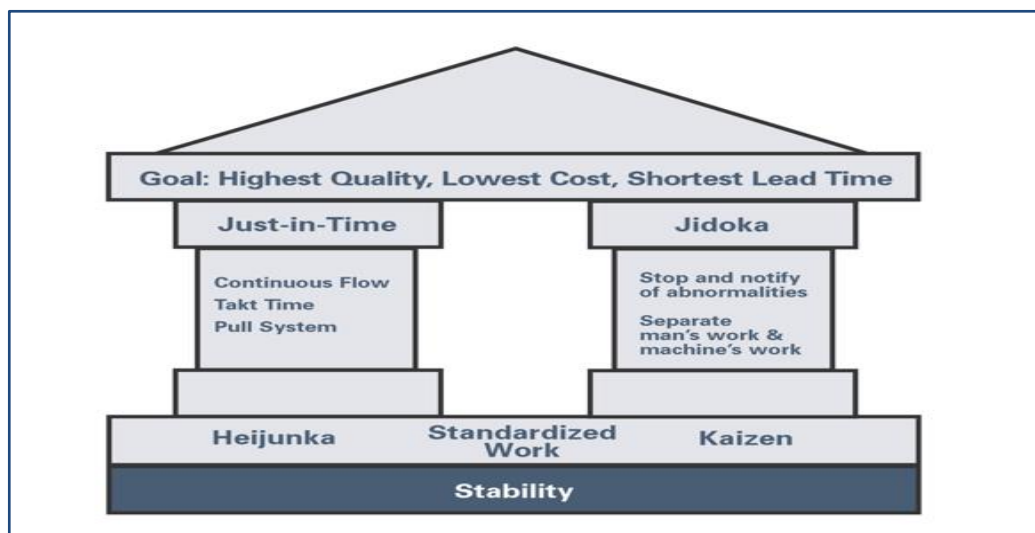 Goal: Highest Quality, Lowest Cost, Shortest Lead Time
Just-in-Time
Continuous Flow
Takt Time
Pull System
Jidoka
Stop and notify
of abnormalities
Separate
man's work &
machine's work
Heijunka
Standardized
Work
Kaizen
Stability